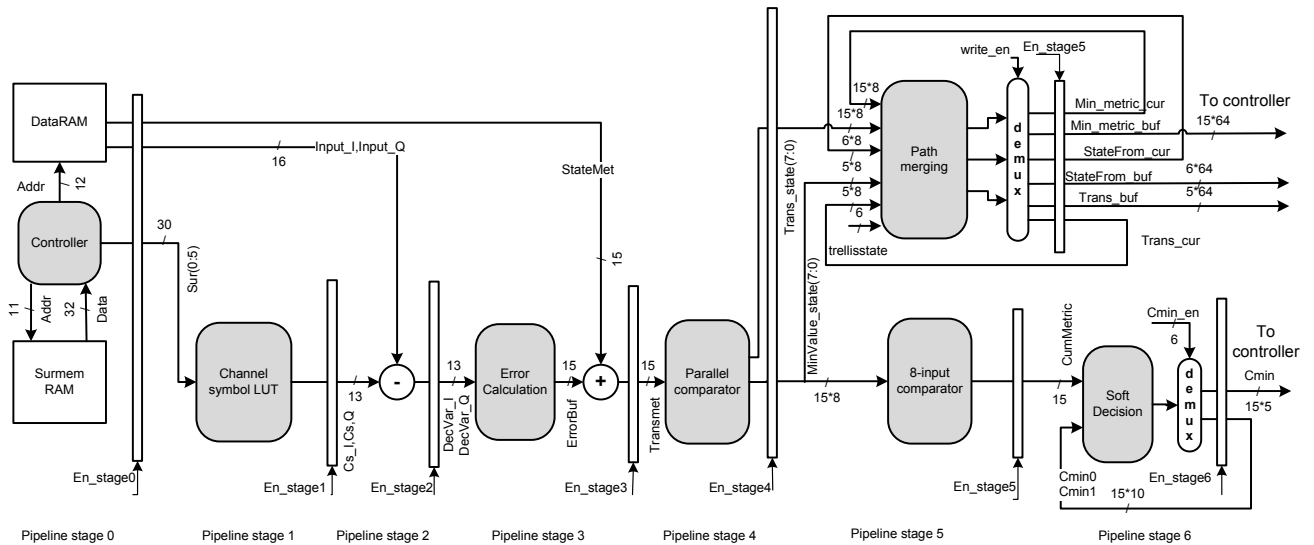 DataRAM
Addr
12
Controller
11
Addr
32
Data
Surmem
RAM
30
Sur(0:5)
En_stage0
Input_I,Input_Q
16
Channel
symbol LUT
En_stage1
13
Cs_I,Cs,Q
-
En_stage2
13
DecVar_I
DecVar_Q
Error
Calculation
15
ErrorBuf
StateMet
15
+
En_stage3
15
Transmet
Parallel
comparator
En_stage4
Trans_state(7:0)
MinValue_state(7:0)
15*8
15*8
15*8
6*8
5*8
5*8
6
trellisstate
Path
merging
write_en
demux
En_stage5
Min_metric_cur
Min_metric_buf
StateFrom_cur
StateFrom_buf
Trans_buf
Trans_cur
To controller
15*64
6*64
5*64
8-input
comparator
En_stage5
CumMetric
15
Soft
Decision
Cmin_en
6
demux
En_stage6
Cmin0
Cmin1
15*10
To
controller
Cmin
15*5
Pipeline stage 0
Pipeline stage 1
Pipeline stage 2
Pipeline stage 3
Pipeline stage 4
Pipeline stage 5
Pipeline stage 6